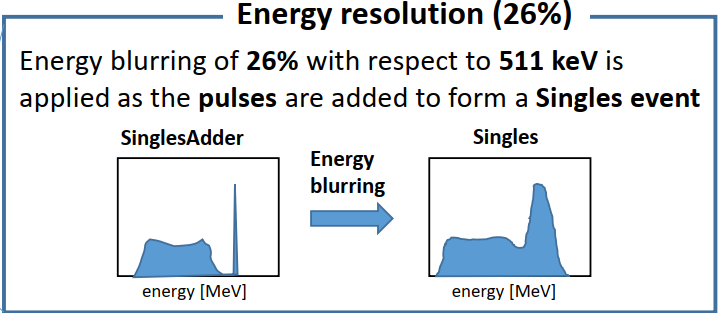 Energy resolution (26%)
Energy blurring of 26% with respect to 511 keV is
applied as the pulses are added to form a Singles event
SinglesAdder
Energy
blurring
Singles
energy [MeV]
energy [MeV]